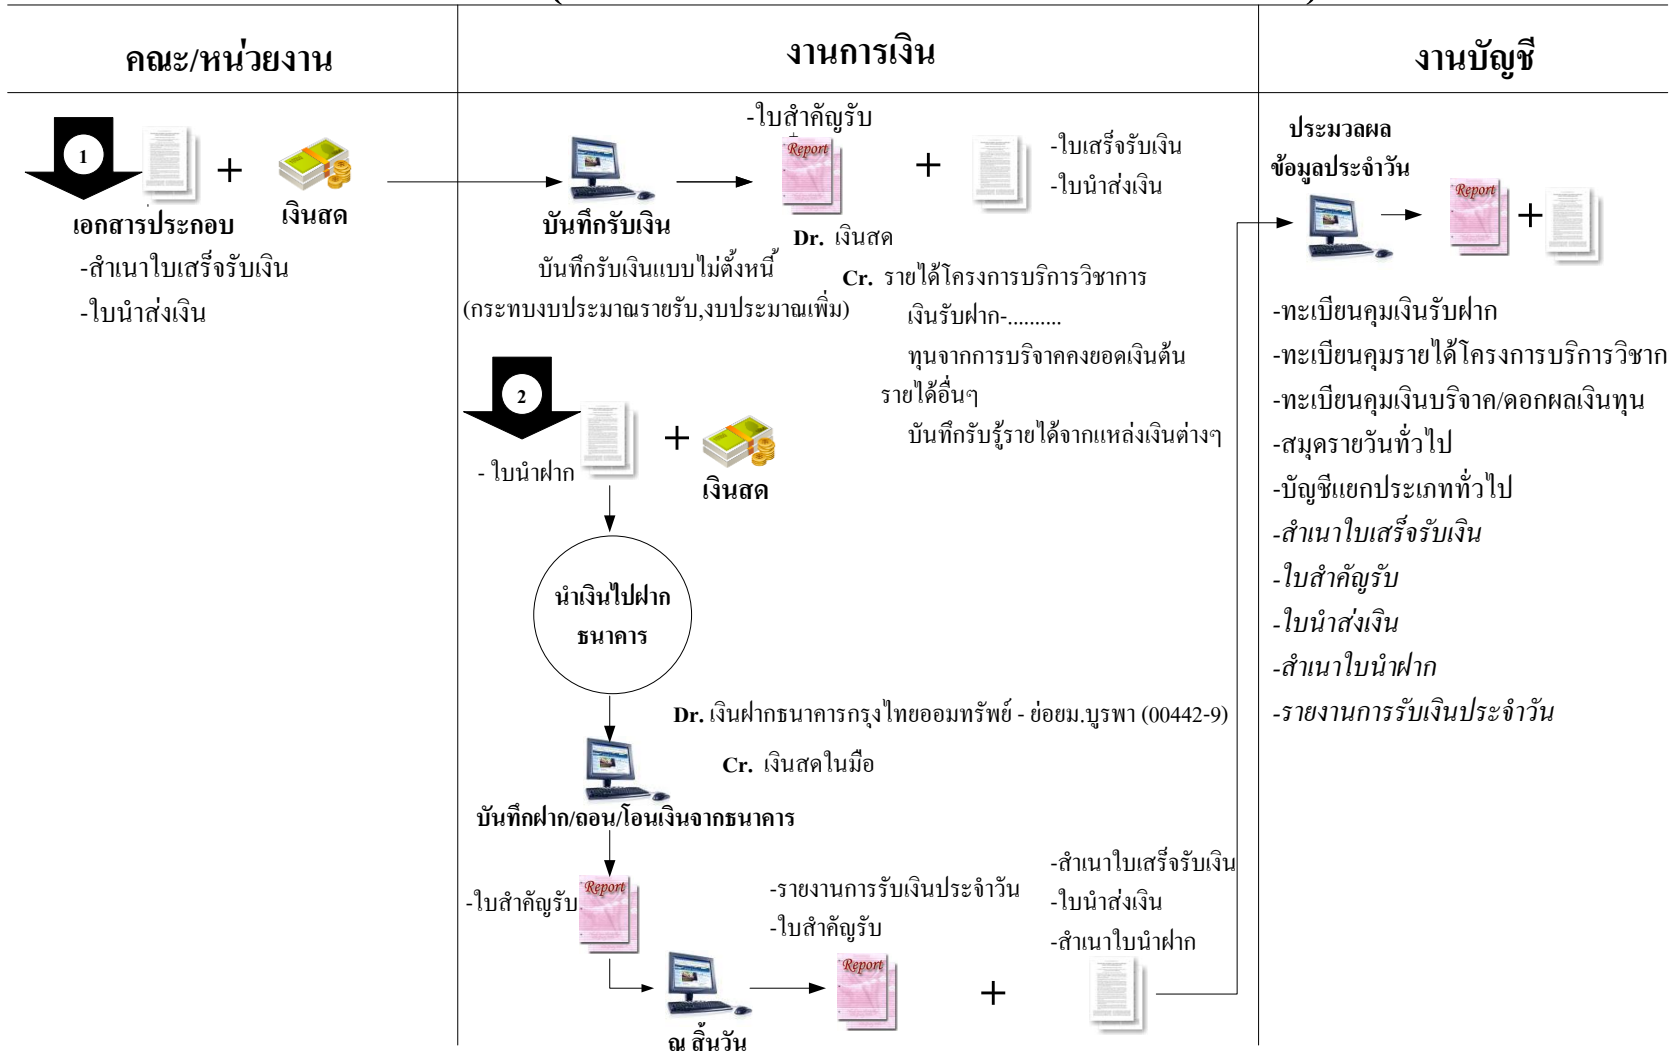 คณะ/หน่วยงาน
งานการเงิน
งานบัญชี
1
+
เอกสารประกอบ
เงินสด
-สำเนาใบเสร็จรับเงิน
-ใบนำส่งเงิน
บันทึกรับเงิน
บันทึกรับเงินแบบไม่ตั้งหนี้
(กระทบงบประมาณรายรับ,งบประมาณเพิ่ม)
-ใบสำคัญรับ
Report
+
-ใบเสร็จรับเงิน
-ใบนำส่งเงิน
Dr. เงินสด
Cr. รายได้โครงการบริการวิชาการ
เงินรับฝาก-..........
ทุนจากการบริจาคคงยอดเงินต้น
รายได้อื่นๆ
บันทึกรับรู้รายได้จากแหล่งเงินต่างๆ
2
- ใบนำฝาก
+
เงินสด
นำเงินไปฝาก
ธนาคาร
Dr. เงินฝากธนาคารกรุงไทยออมทรัพย์ - ย่อยม.บูรพา (00442-9)
Cr. เงินสดในมือ
บันทึกฝาก/ถอน/โอนเงินจากธนาคาร
-ใบสำคัญรับ
Report
ณ สิ้นวัน
-รายงานการรับเงินประจำวัน
-ใบสำคัญรับ
Report
+
-สำเนาใบเสร็จรับเงิน
-ใบนำส่งเงิน
-สำเนาใบนำฝาก
ประมวลผล
ข้อมูลประจำวัน
Report
+
-ทะเบียนคุมเงินรับฝาก
-ทะเบียนคุมรายได้โครงการบริการวิชาก
-ทะเบียนคุมเงินบริจาค/ดอกผลเงินทุน
-สมุดรายวันทั่วไป
-บัญชีแยกประเภททั่วไป
-สำเนาใบเสร็จรับเงิน
-ใบสำคัญรับ
-ใบนำส่งเงิน
-สำเนาใบนำฝาก
-รายงานการรับเงินประจำวัน